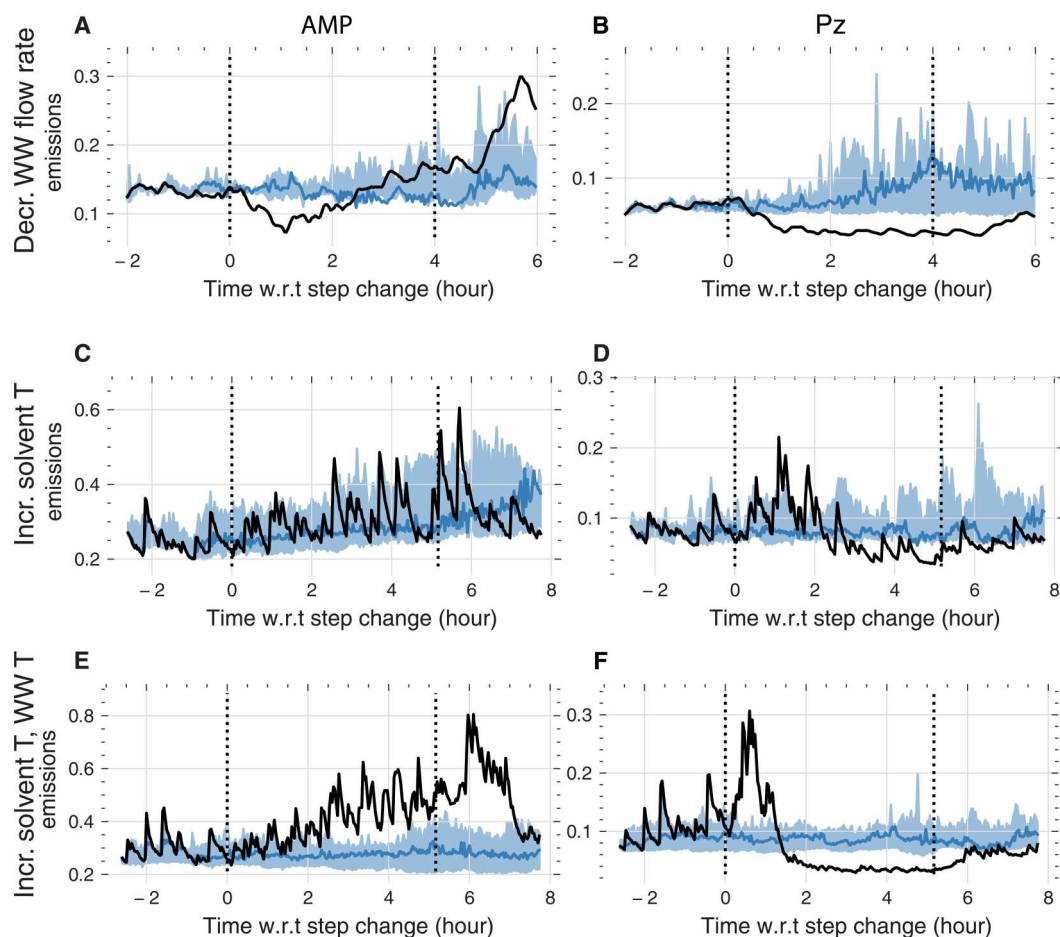 A AMP B Pz
Decr. WW flow rate
emissions
0.3
0.2
0.1
0.2
0.1
−2 0 2 4 6
−2 0 2 4 6
Time w.r.t step change (hour)
Time w.r.t step change (hour)
C
D
Incr. solvent T
emissions
0.6
0.4
0.2
0.3
0.2
0.1
−2 0 2 4 6 8
−2 0 2 4 6 8
Time w.r.t step change (hour)
Time w.r.t step change (hour)
E
F
Incr. solvent T, WW T
emissions
0.8
0.6
0.4
0.2
0.3
0.2
0.1
−2 0 2 4 6 8
−2 0 2 4 6 8
Time w.r.t step change (hour)
Time w.r.t step change (hour)